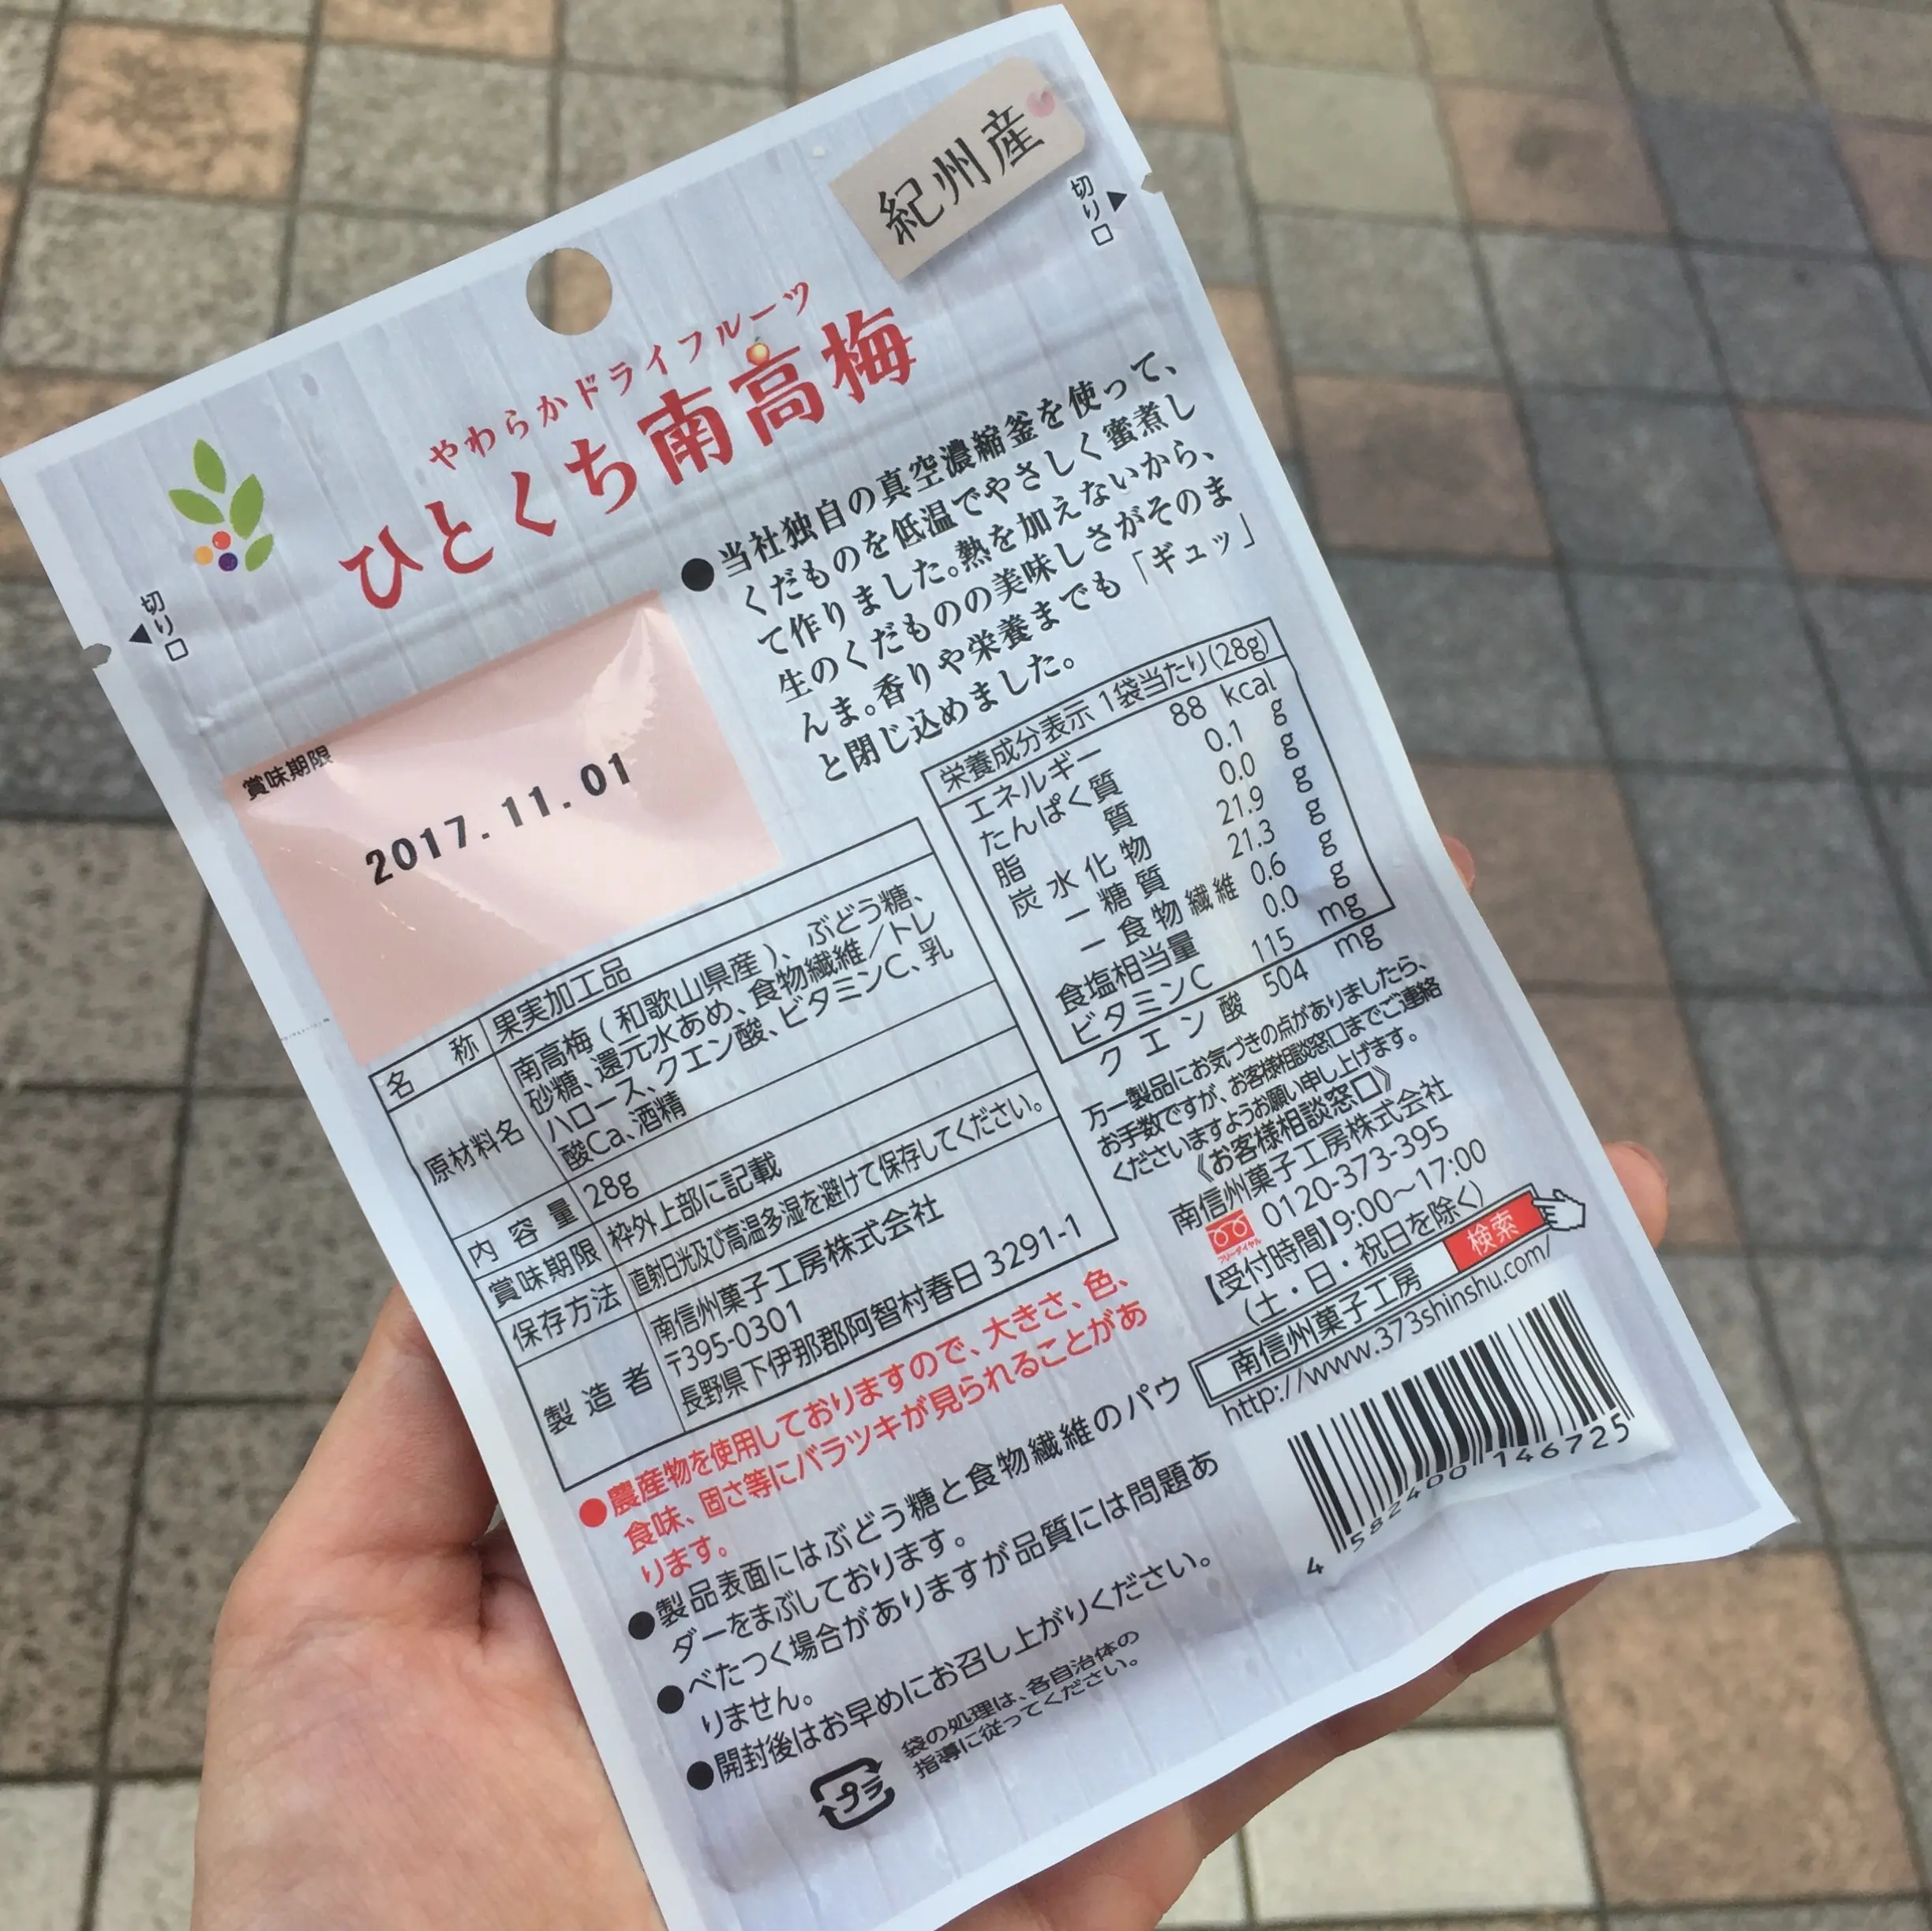 紀州産
切り口
やわらかドライフルーツ
ひとくち南高梅
切り口
●当社独自の真空濃縮釜を使って、
くだものを低温でやさしく蜜煮し
て作りました。熱を加えないから、
生のくだものの美味しさがそのま
んま。香りや栄養までも「ギュッ」
と閉じ込めました。
賞味期限
2017.11.01
栄養成分表示 1袋当たり(28g)
エネルギー 88 kcal
たんぱく質 0.1 g
脂質 0.0 g
炭水化物 21.9 g
ー糖質 21.3 g
ー食物繊維 0.6 g
食塩相当量 0.0 g
ビタミンC 115 mg
クエン酸 504 mg
名称 果実加工品
原材料名 南高梅(和歌山県産)、ぶどう糖、
砂糖、還元水あめ、食物繊維/トレ
ハロース、クエン酸、ビタミンC、乳
酸Ca、酒精
内容量 28g
賞味期限 枠外上部に記載
保存方法 直射日光及び高温多湿を避けて保存してください。
製造者 南信州菓子工房株式会社
〒395-0301
長野県下伊那郡阿智村春日 3291-1
万一製品にお気づきの点がありましたら、
お手数ですが、お客様相談窓口までご連絡
くださいますようお願い申し上げます。
《お客様相談窓口》
南信州菓子工房株式会社
フリーダイヤル 0120-373-395
【受付時間】9:00～17:00
(土・日・祝日を除く)
南信州菓子工房 検索
http://www.373shinshu.com/
4 582400 146725
●農産物を使用しておりますので、大きさ、色、
食味、固さ等にバラツキが見られることがあ
ります。
●製品表面にはぶどう糖と食物繊維のパウ
ダーをまぶしております。
●べたつく場合がありますが品質には問題あ
りません。
●開封後はお早めにお召し上がりください。
プラ
袋の処理は、各自治体の
指導に従ってください。